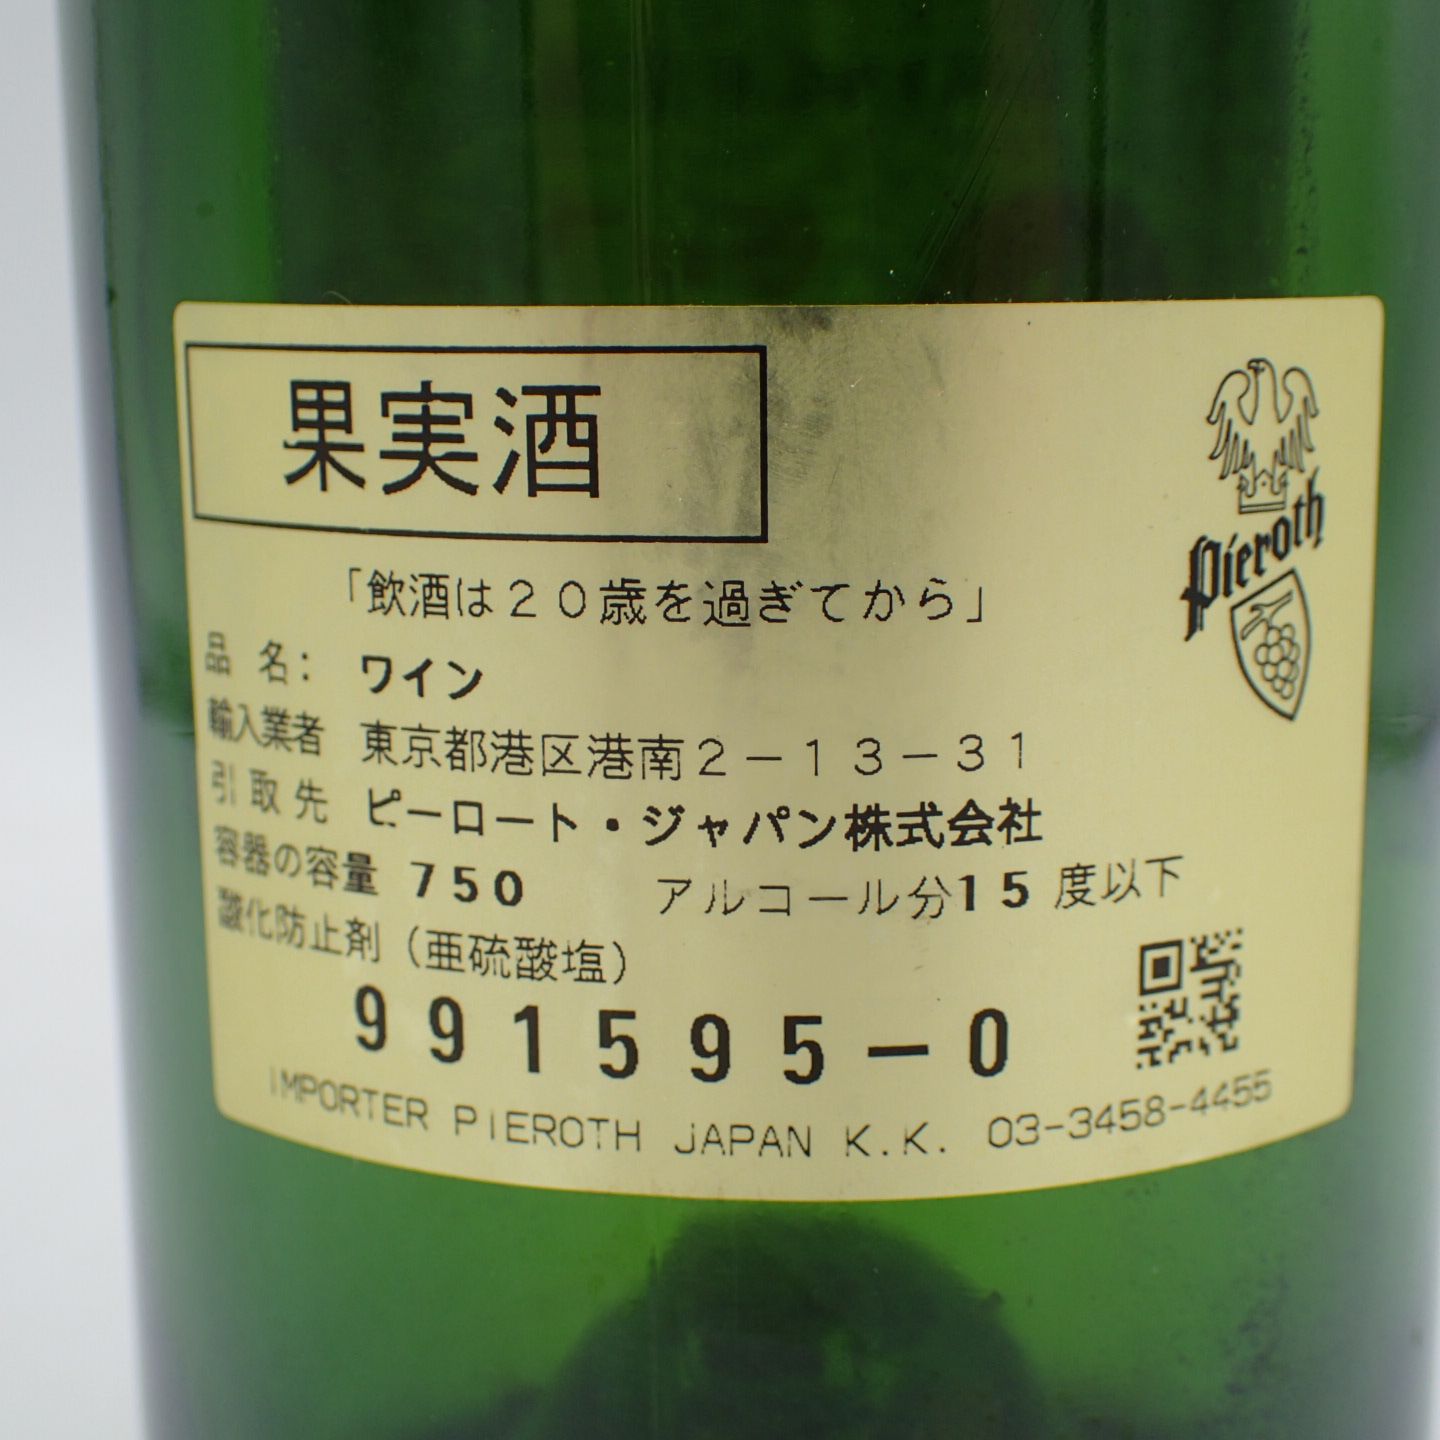 果実酒
Pieroth
「飲酒は２０歳を過ぎてから」
品 名： ワイン
輸入業者 東京都港区港南２－１３－３１
引 取 先 ピーロート・ジャパン株式会社
容器の容量 750 アルコール分15度以下
酸化防止剤（亜硫酸塩）
991595-0
IMPORTER PIEROTH JAPAN K.K. 03-3458-4455